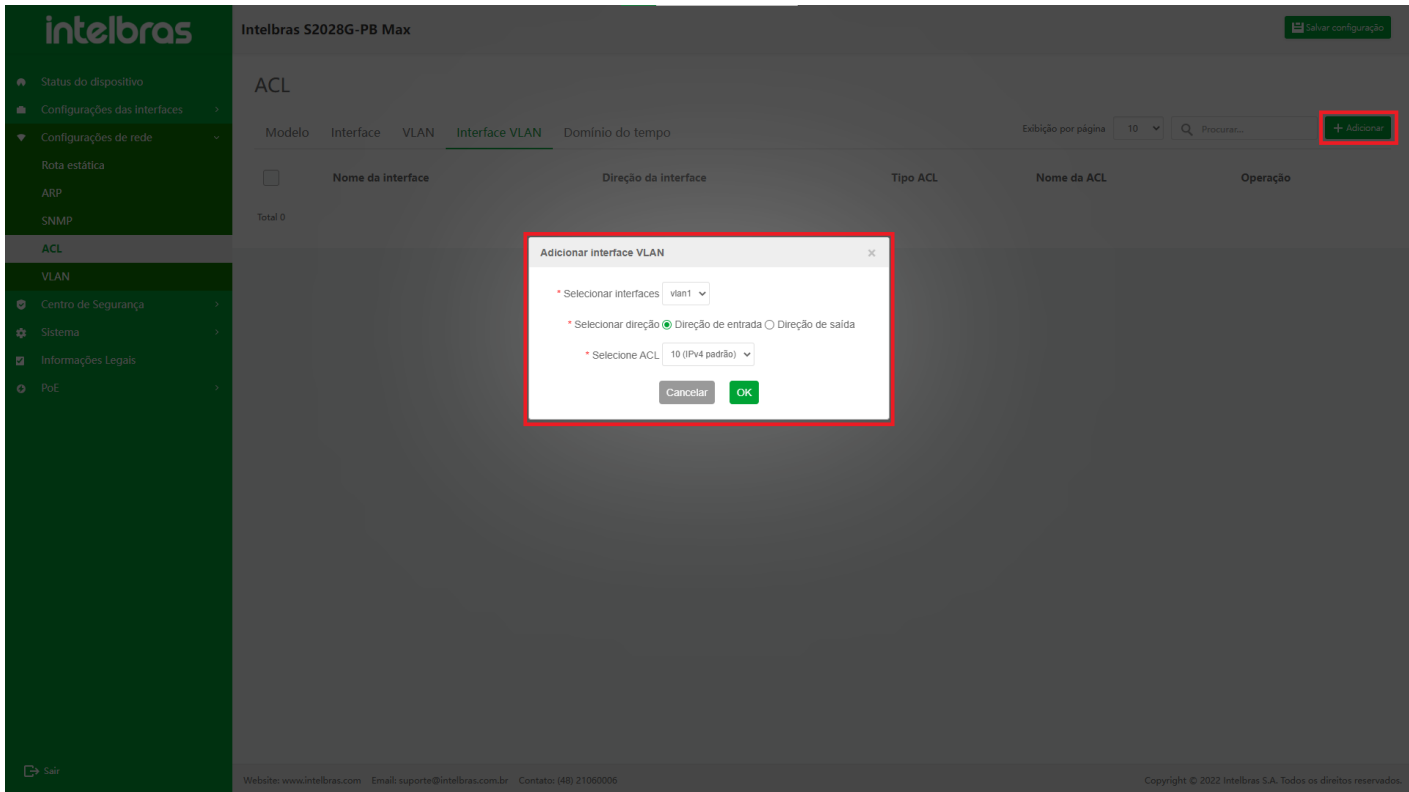 intelbras
Intelbras S2028G-PB Max
Salvar configuração
Status do dispositivo
Configurações das interfaces
Configurações de rede
Rota estática
ARP
SNMP
ACL
VLAN
Centro de Segurança
Sistema
Informações Legais
PoE
Sair
ACL
Modelo Interface VLAN Interface VLAN Domínio do tempo
Exibição por página 10 Procurar... + Adicionar
Nome da interface Direção da interface Tipo ACL Nome da ACL Operação
Total 0
Adicionar interface VLAN ×
* Selecionar interfaces vlan1
* Selecionar direção Direção de entrada Direção de saída
* Selecione ACL 10 (IPv4 padrão)
Cancelar OK
Website: www.intelbras.com Email: suporte@intelbras.com.br Contato: (48) 21060006
Copyright © 2022 Intelbras S.A. Todos os direitos reservados.